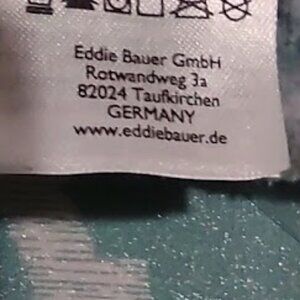 Eddie Bauer GmbH
Rotwandweg 3a
82024 Taufkirchen
GERMANY
www.eddiebauer.de